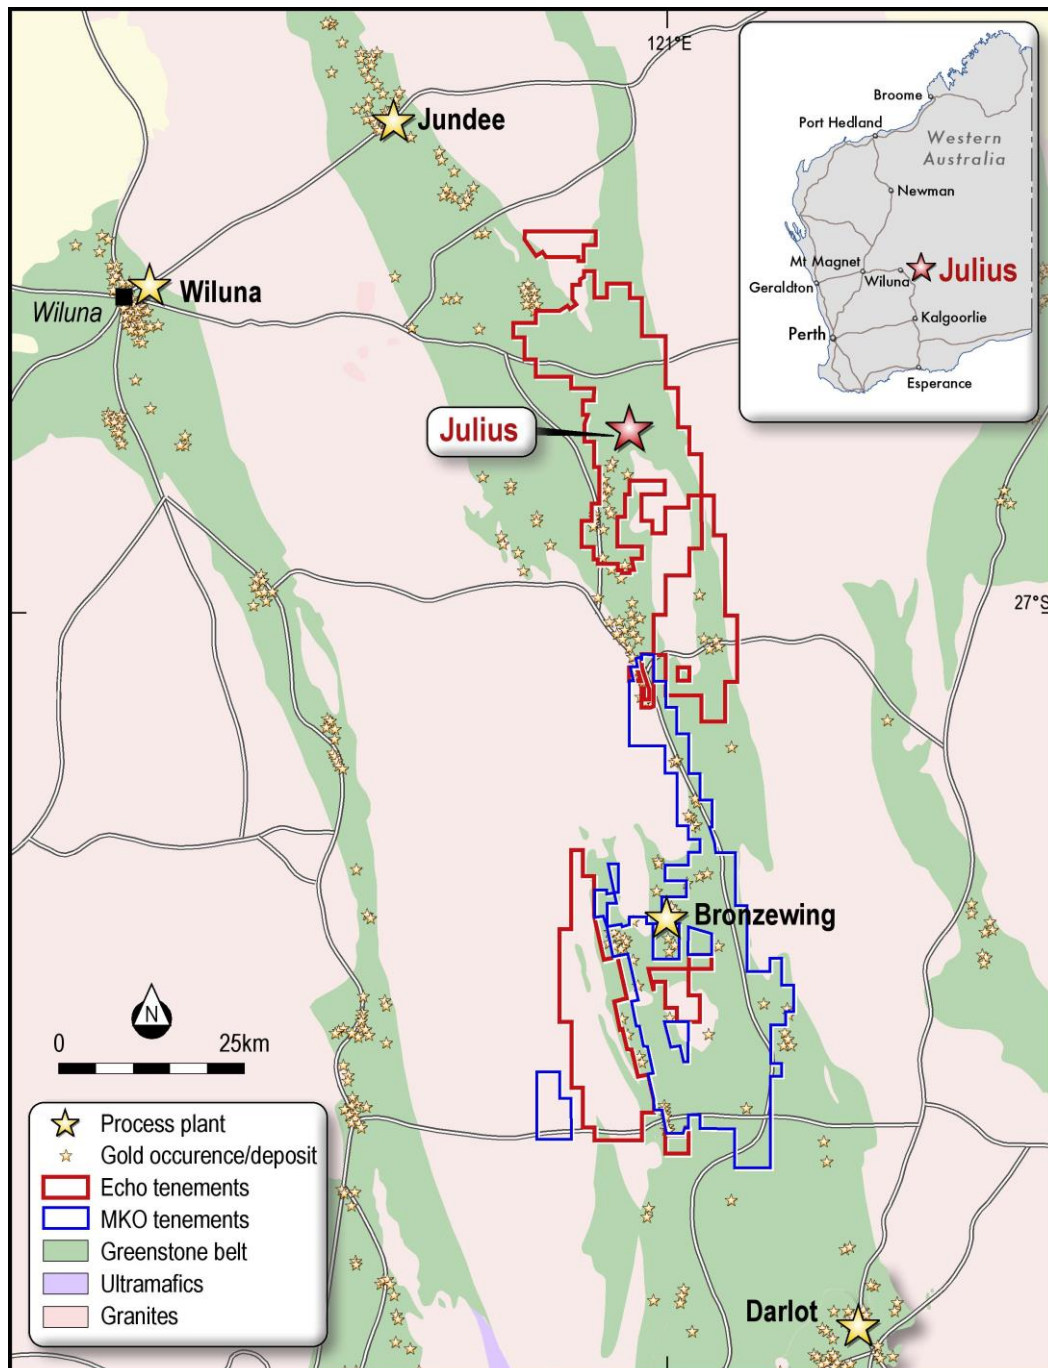 121°E
Jundee
Wiluna
Wiluna
Julius
27°S
Bronzewing
Darlot
N
0 25km
Broome
Port Hedland
Western
Australia
Newman
Mt Magnet
Julius
Wiluna
Geraldton
Kalgoorlie
Perth
Esperance
Process plant
Gold occurence/deposit
Echo tenements
MKO tenements
Greenstone belt
Ultramafics
Granites